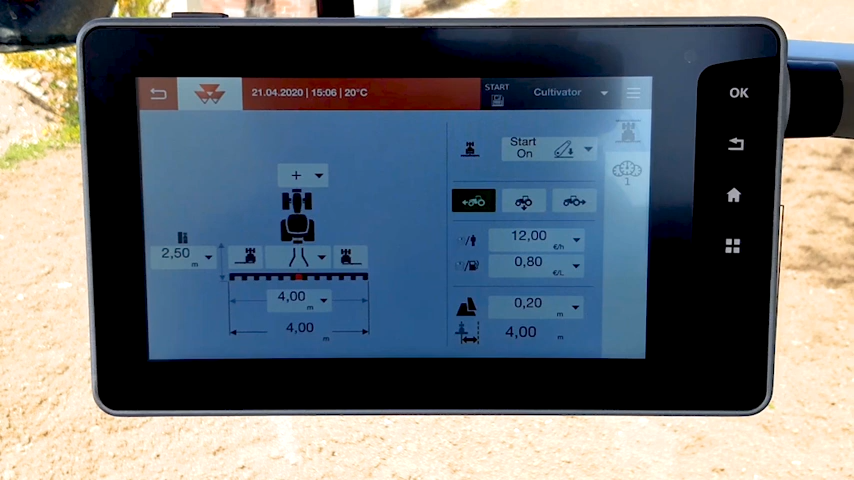 21.04.2020 | 15:06 | 20°C
START
Cultivator
OK
Start
On
1
+
12,00
€/h
2,50
m
0,80
€/L
4,00
m
0,20
m
4,00
m
4,00
m